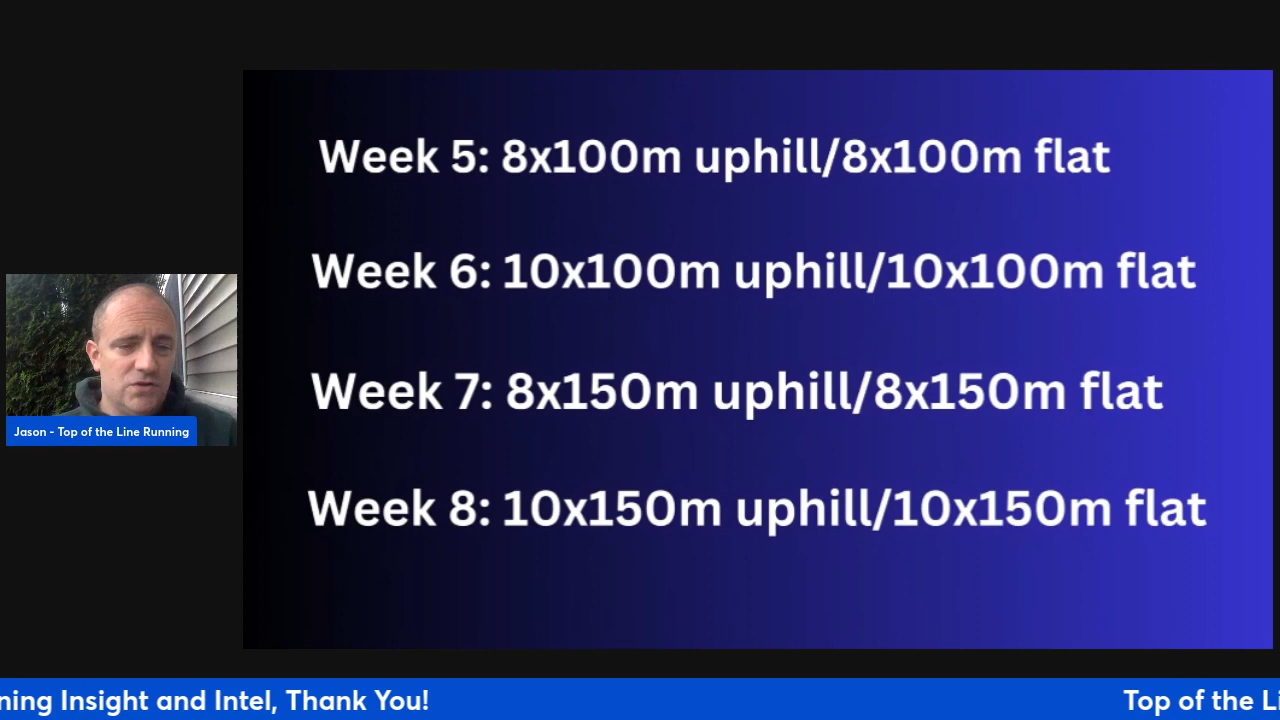 Week 5: 8x100m uphill/8x100m flat
Week 6: 10x100m uphill/10x100m flat
Week 7: 8x150m uphill/8x150m flat
Week 8: 10x150m uphill/10x150m flat
Jason - Top of the Line Running
Insight and Intel, Thank You! Top of the